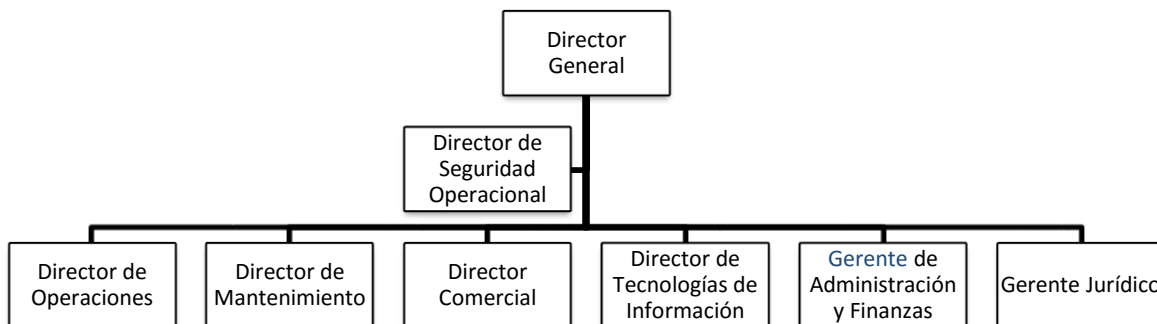 Director
General
Director de
Seguridad
Operacional
Director de
Operaciones
Director de
Mantenimiento
Director
Comercial
Director de
Tecnologías de
Información
Gerente de
Administración
y Finanzas
Gerente Jurídico